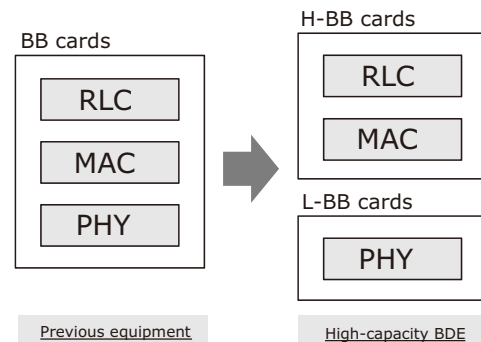 BB cards
RLC
MAC
PHY
Previous equipment
H-BB cards
RLC
MAC
L-BB cards
PHY
High-capacity BDE